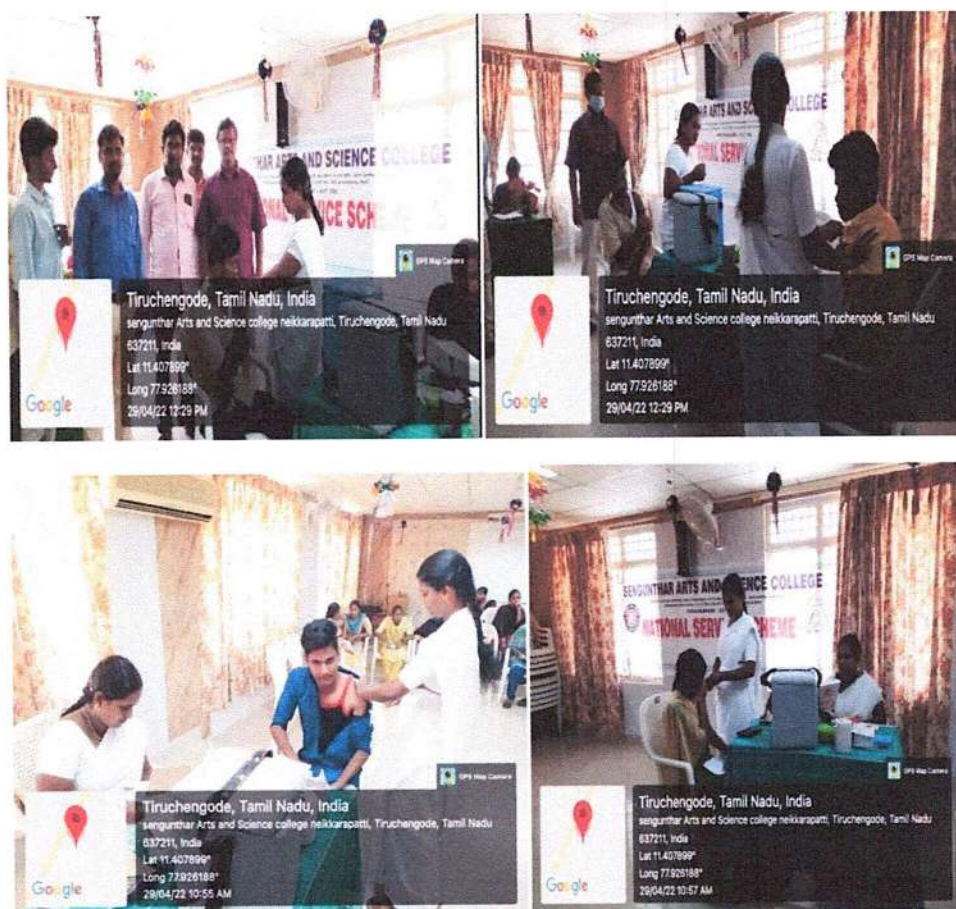 THAR ARTS AND SCIENCE COLLEGE
NATIONAL SERVICE SCHE
GPS Map Camera
Tiruchengode, Tamil Nadu, India
sengunthar Arts and Science college neikkarapatti, Tiruchengode, Tamil Nadu
637211, India
Lat 11.407899°
Long 77.926188°
29/04/22 12:29 PM
Google
THAR ARTS AND SCIENCE COLLEGE
NATIONAL SERV
GPS Map Camera
Tiruchengode, Tamil Nadu, India
sengunthar Arts and Science college neikkarapatti, Tiruchengode, Tamil Nadu
637211, India
Lat 11.407899°
Long 77.926188°
29/04/22 12:29 PM
Google
GPS Map Camera
Tiruchengode, Tamil Nadu, India
sengunthar Arts and Science college neikkarapatti, Tiruchengode, Tamil Nadu
637211, India
Lat 11.407899°
Long 77.926188°
29/04/22 10:55 AM
Google
SENGUNTHAR ARTS AND SCIENCE COLLEGE
NATIONAL SERV SCHEME
GPS Map Camera
Tiruchengode, Tamil Nadu, India
sengunthar Arts and Science college neikkarapatti, Tiruchengode, Tamil Nadu
637211, India
Lat 11.407899°
Long 77.926188°
29/04/22 10:57 AM
Google